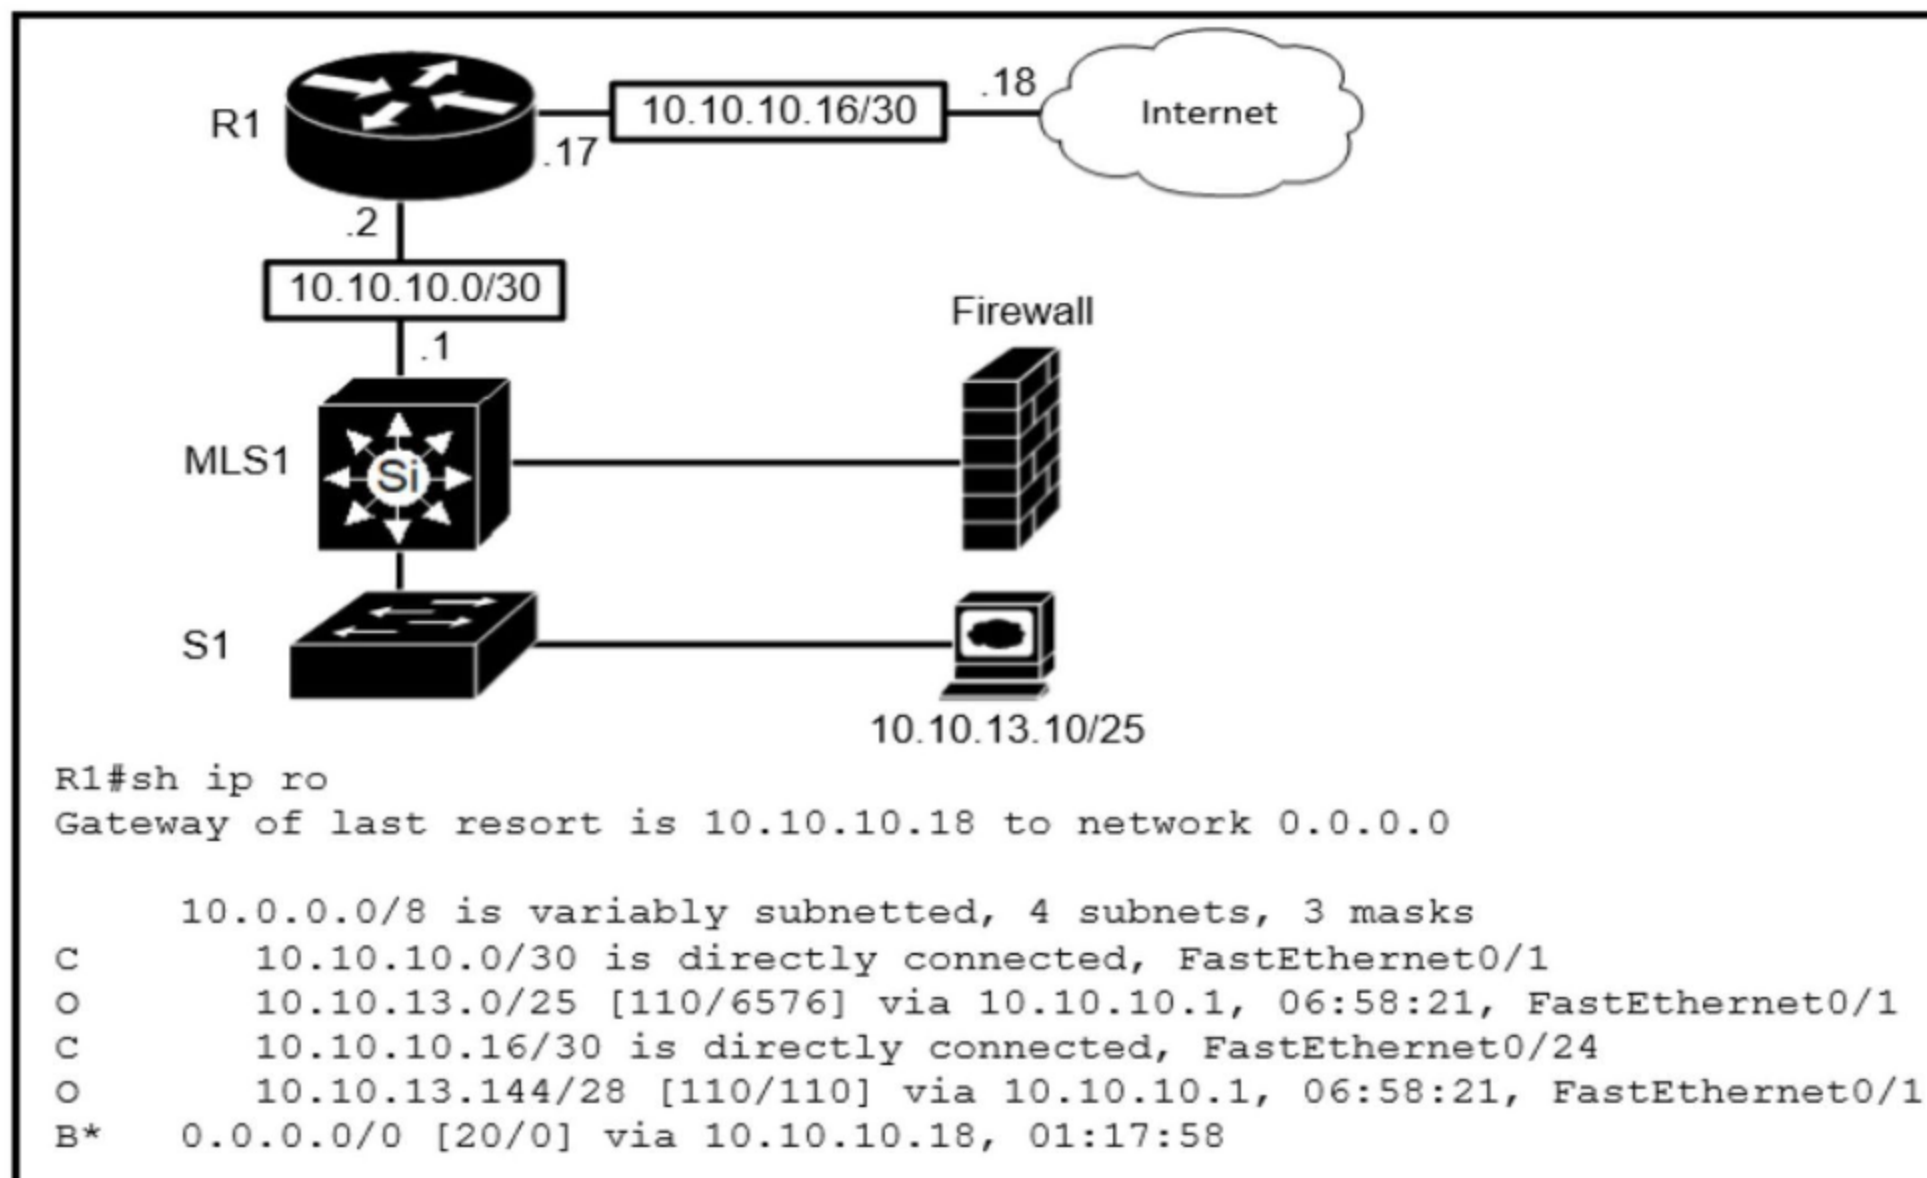 R1
10.10.10.16/30
.18
Internet
.17
.2
10.10.10.0/30
.1
Firewall
MLS1
Si
S1
10.10.13.10/25
R1#sh ip ro
Gateway of last resort is 10.10.10.18 to network 0.0.0.0
10.0.0.0/8 is variably subnetted, 4 subnets, 3 masks
C 10.10.10.0/30 is directly connected, FastEthernet0/1
O 10.10.13.0/25 [110/6576] via 10.10.10.1, 06:58:21, FastEthernet0/1
C 10.10.10.16/30 is directly connected, FastEthernet0/24
O 10.10.13.144/28 [110/110] via 10.10.10.1, 06:58:21, FastEthernet0/1
B* 0.0.0.0/0 [20/0] via 10.10.10.18, 01:17:58